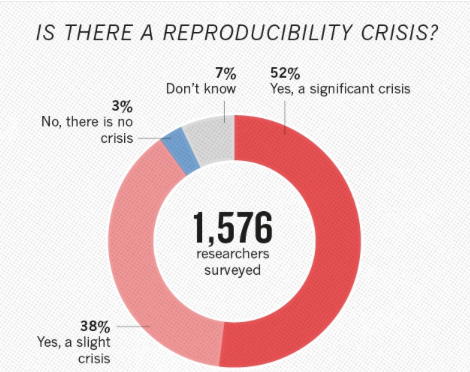 IS THERE A REPRODUCIBILITY CRISIS?
7%
Don’t know
52%
Yes, a significant crisis
3%
No, there is no
crisis
1,576
researchers
surveyed
38%
Yes, a slight
crisis